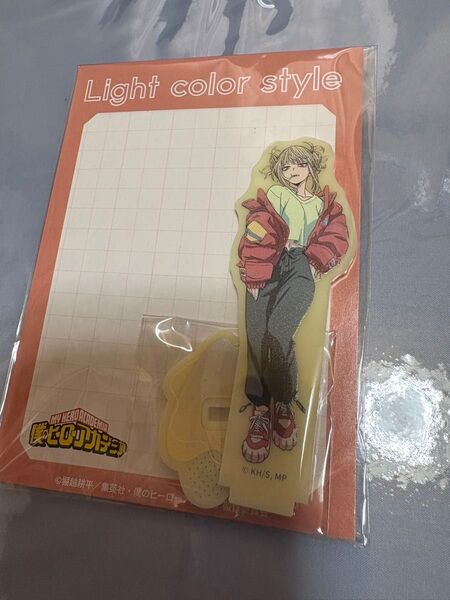 Light color style
MY HERO ACADEMIA
僕のヒーローアカデミア
© KH/S, MP
©堀越耕平／集英社・僕のヒーロー